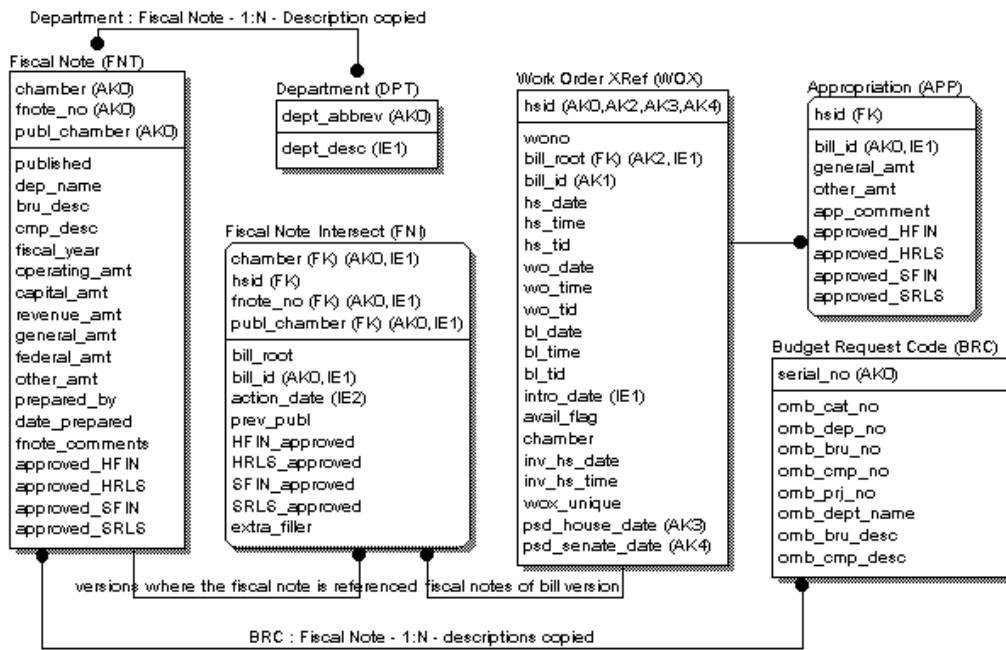 Department : Fiscal Note - 1:N - Description copied
Fiscal Note (FNT)
chamber (AK0)
fnote_no (AK0)
publ_chamber (AK0)
published
dep_name
bru_desc
cmp_desc
fiscal_year
operating_amt
capital_amt
revenue_amt
general_amt
federal_amt
other_amt
prepared_by
date_prepared
fnote_comments
approved_HFIN
approved_HRLS
approved_SFIN
approved_SRLS
Department (DPT)
dept_abbrev (AK0)
dept_desc (IE1)
Fiscal Note Intersect (FNI)
chamber (FK) (AK0,IE1)
hsid (FK)
fnote_no (FK) (AK0,IE1)
publ_chamber (FK) (AK0,IE1)
bill_root
bill_id (AK0,IE1)
action_date (IE2)
prev_publ
HFIN_approved
HRLS_approved
SFIN_approved
SRLS_approved
extra_filler
Work Order XRef (WOX)
hsid (AK0,AK2,AK3,AK4)
wono
bill_root (FK) (AK2,IE1)
bill_id (AK1)
hs_date
hs_time
hs_tid
wo_date
wo_time
wo_tid
bl_date
bl_time
bl_tid
intro_date (IE1)
avail_flag
chamber
inv_hs_date
inv_hs_time
wox_unique
psd_house_date (AK3)
psd_senate_date (AK4)
Appropriation (APP)
hsid (FK)
bill_id (AK0,IE1)
general_amt
other_amt
app_comment
approved_HFIN
approved_HRLS
approved_SFIN
approved_SRLS
Budget Request Code (BRC)
serial_no (AK0)
omb_cat_no
omb_dep_no
omb_bru_no
omb_cmp_no
omb_prj_no
omb_dept_name
omb_bru_desc
omb_cmp_desc
versions where the fiscal note is referenced
fiscal notes of bill version
BRC : Fiscal Note - 1:N - descriptions copied